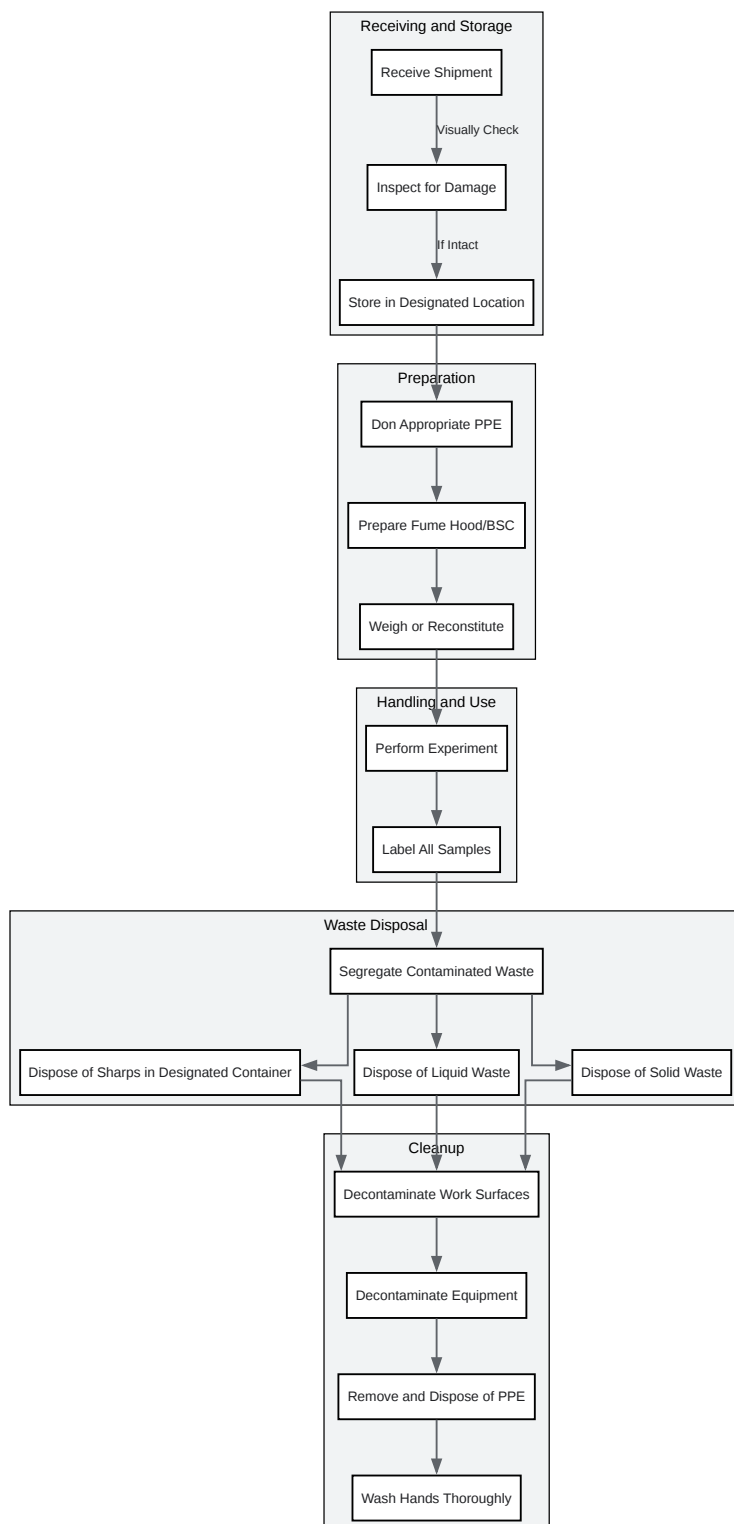 Receiving and Storage
Receive Shipment
Visually Check
Inspect for Damage
If Intact
Store in Designated Location
Preparation
Don Appropriate PPE
Prepare Fume Hood/BSC
Weigh or Reconstitute
Handling and Use
Perform Experiment
Label All Samples
Waste Disposal
Segregate Contaminated Waste
Dispose of Sharps in Designated Container
Dispose of Liquid Waste
Dispose of Solid Waste
Cleanup
Decontaminate Work Surfaces
Decontaminate Equipment
Remove and Dispose of PPE
Wash Hands Thoroughly